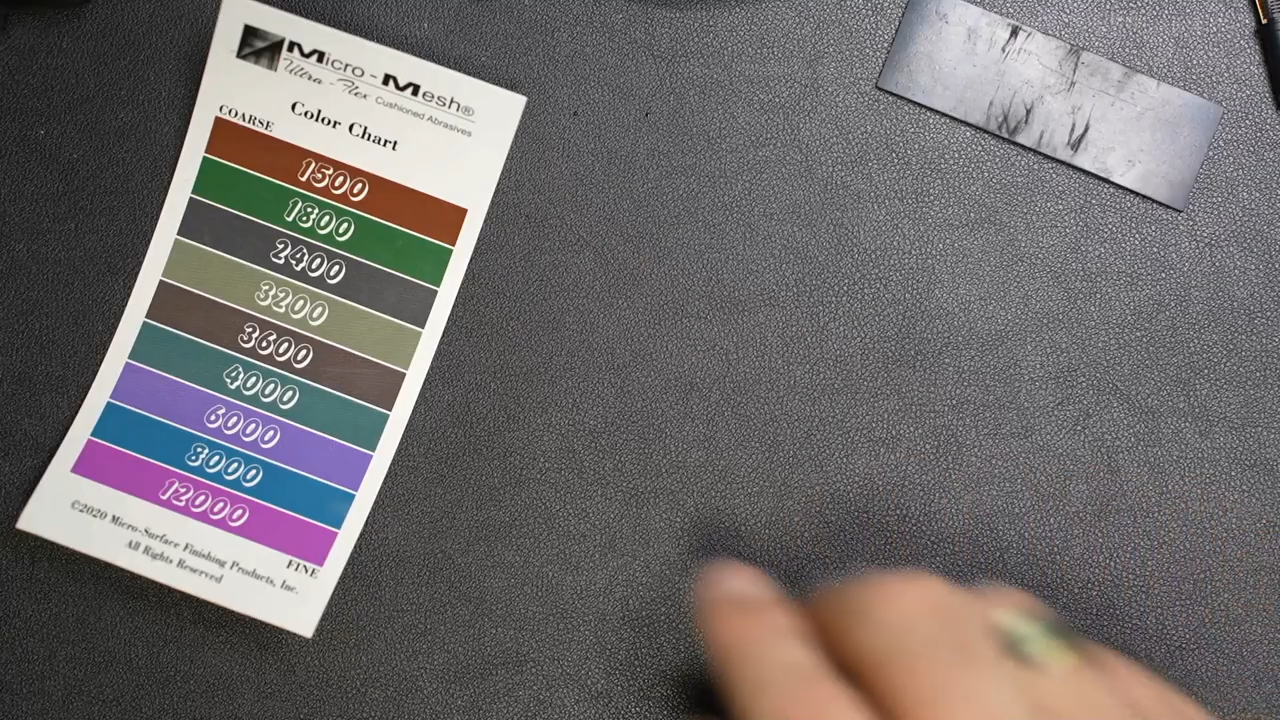 Micro-Mesh®
Ultra-Flex Cushioned Abrasives
Color Chart
COARSE
1500
1800
2400
3200
3600
4000
6000
8000
12000
FINE
©2020 Micro-Surface Finishing Products, Inc.
All Rights Reserved